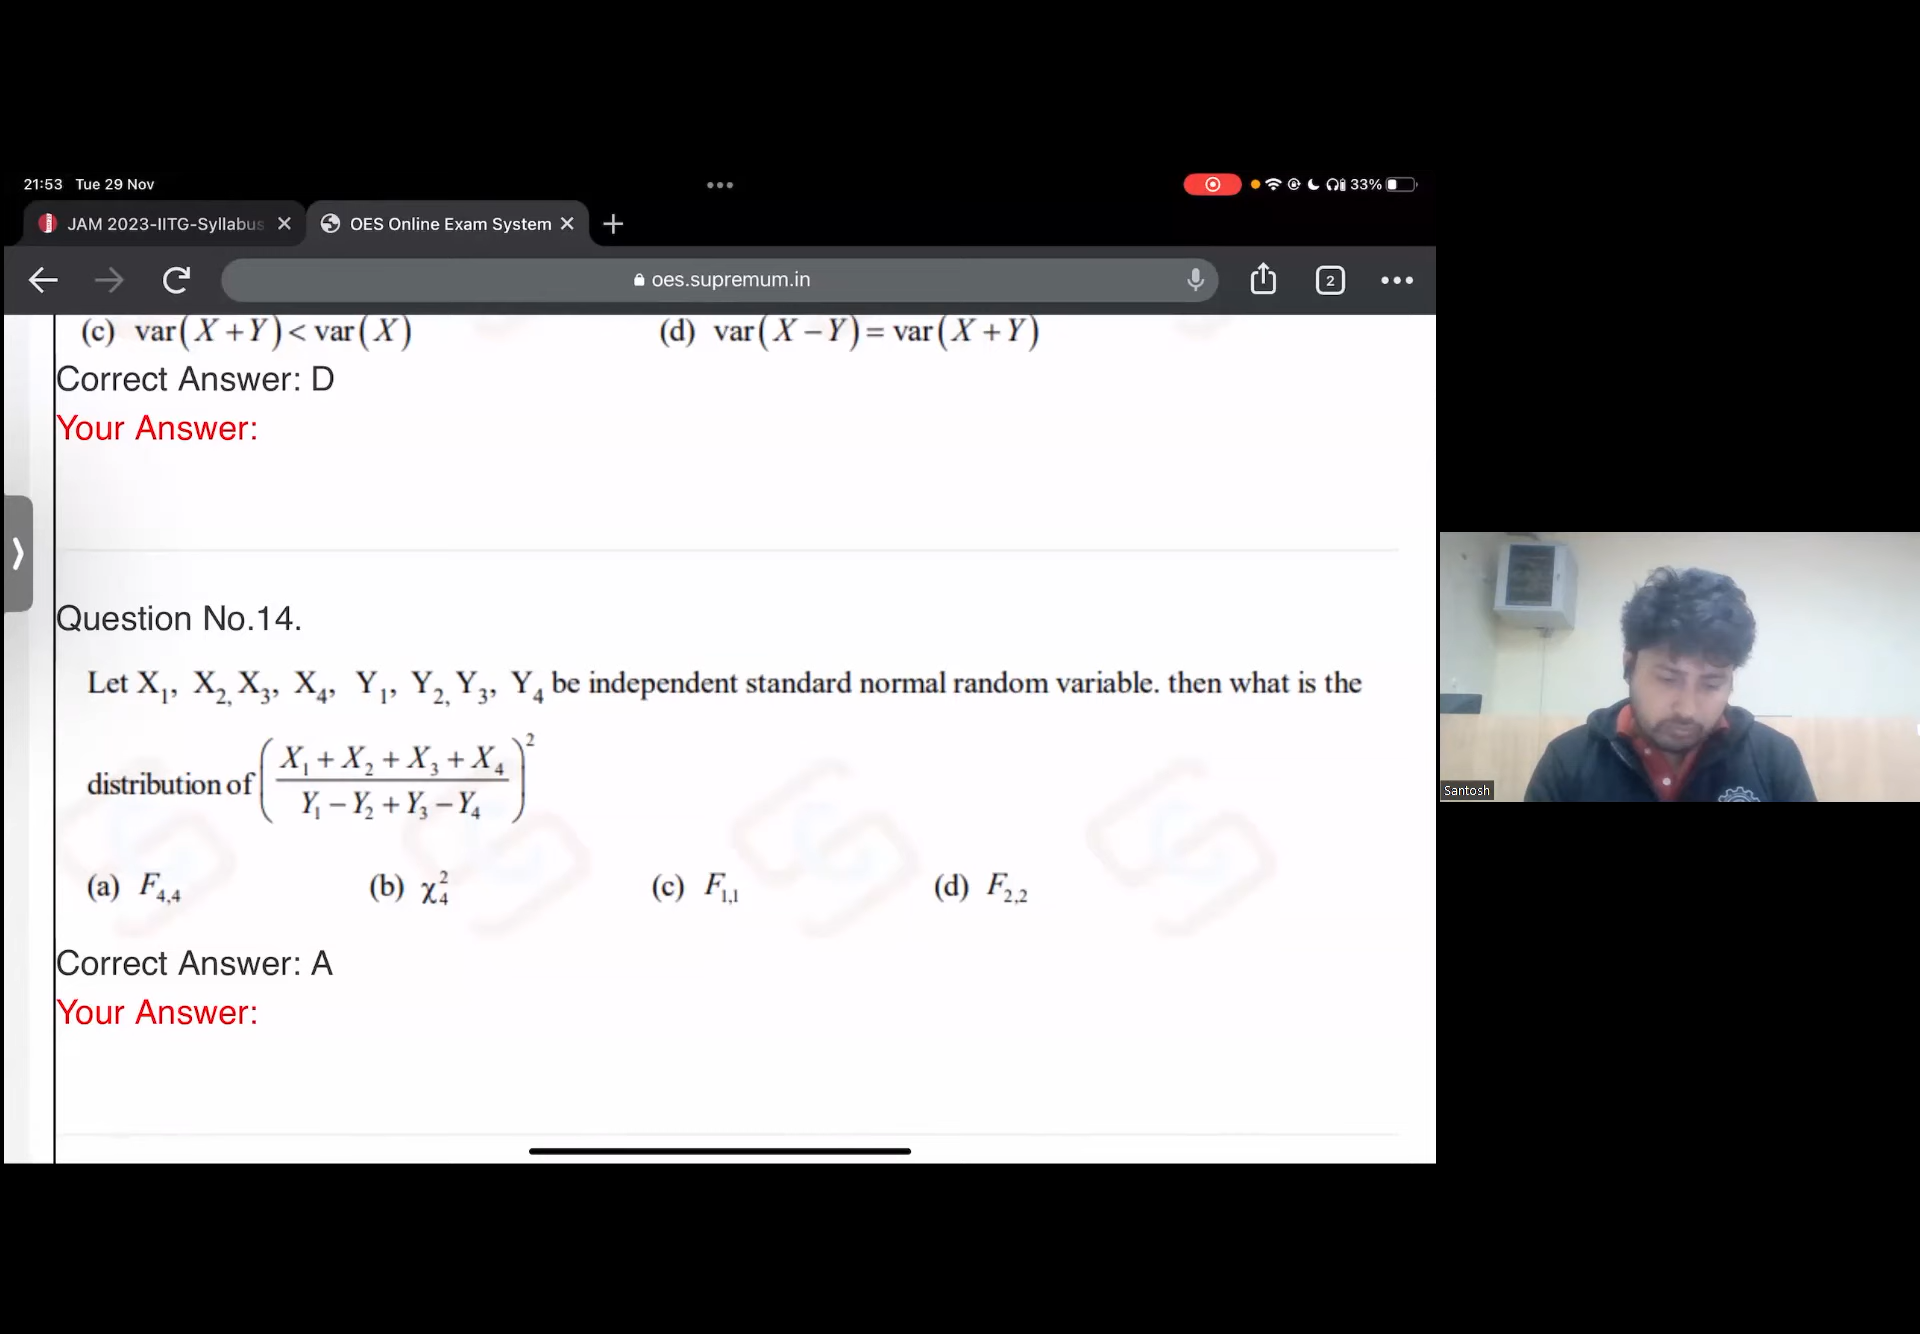 21:53 Tue 29 Nov
33%
JAM 2023-IITG-Syllabus
OES Online Exam System
oes.supremum.in
2
(c) var(X+Y)<var(X) (d) var(X−Y)=var(X+Y)
Correct Answer: D
Your Answer:
Question No.14.
Let X₁, X₂, X₃, X₄, Y₁, Y₂, Y₃, Y₄ be independent standard normal random variable. then what is the
distribution of ((X₁+X₂+X₃+X₄)/(Y₁−Y₂+Y₃−Y₄))²
(a) F₄,₄ (b) χ²₄ (c) F₁,₁ (d) F₂,₂
Correct Answer: A
Your Answer:
Santosh